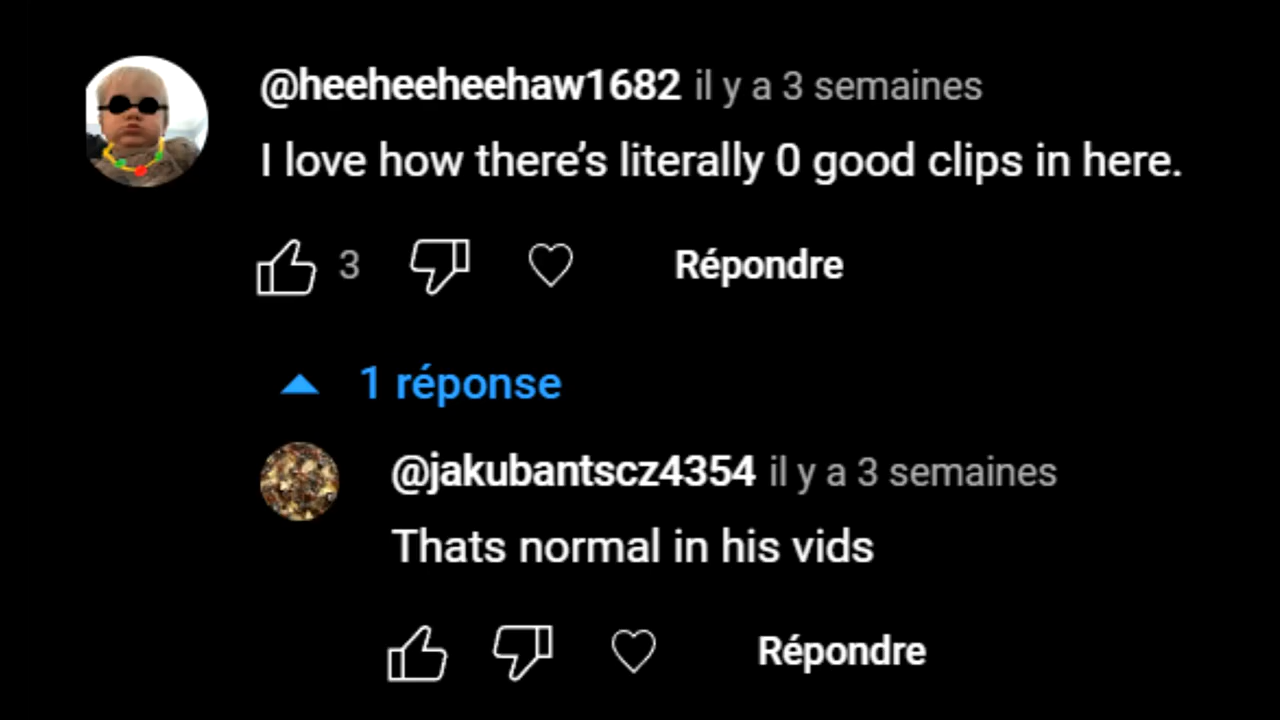 @heeheeheehaw1682 il y a 3 semaines
I love how there’s literally 0 good clips in here.
3 Répondre
1 réponse
@jakubantscz4354 il y a 3 semaines
Thats normal in his vids
Répondre